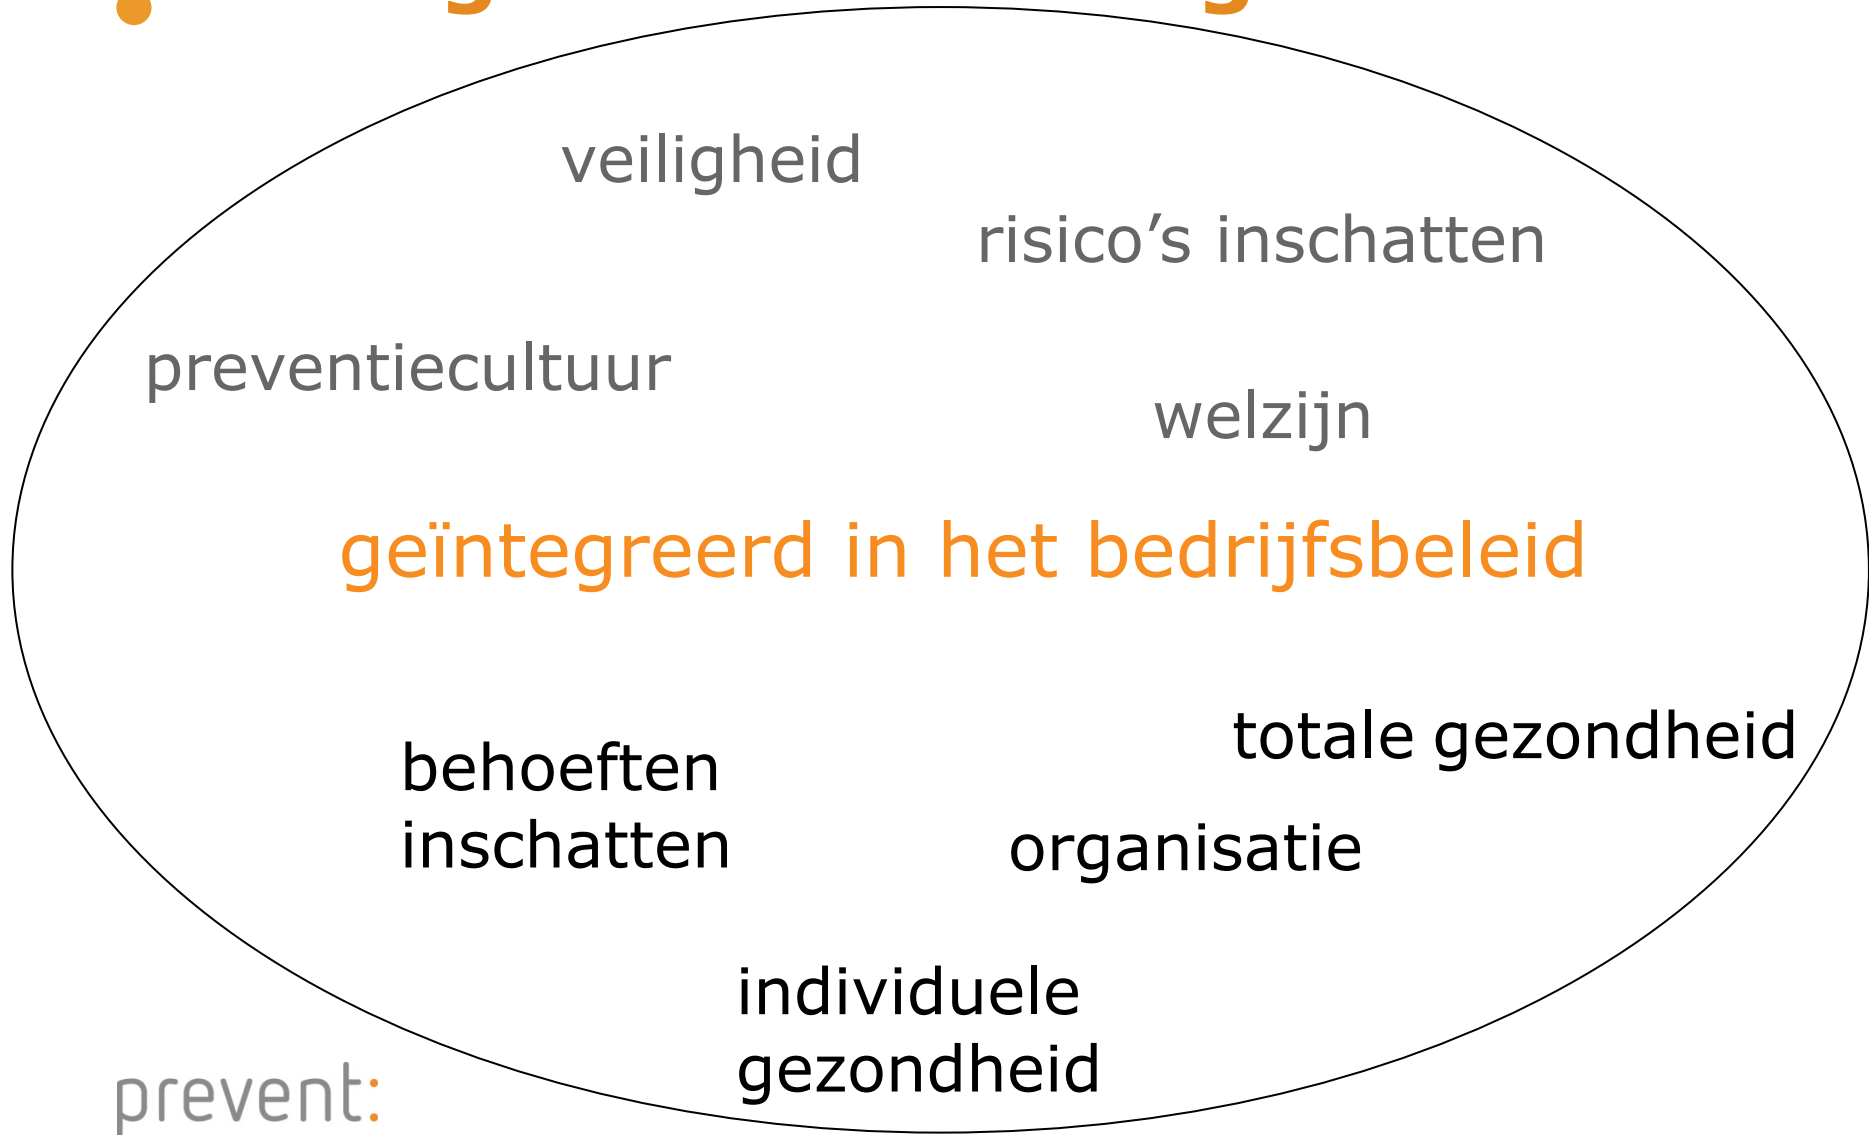 veiligheid
risico’s inschatten
preventiecultuur
welzijn
geïntegreerd in het bedrijfsbeleid
totale gezondheid
behoeften
inschatten
organisatie
individuele
gezondheid
prevent: